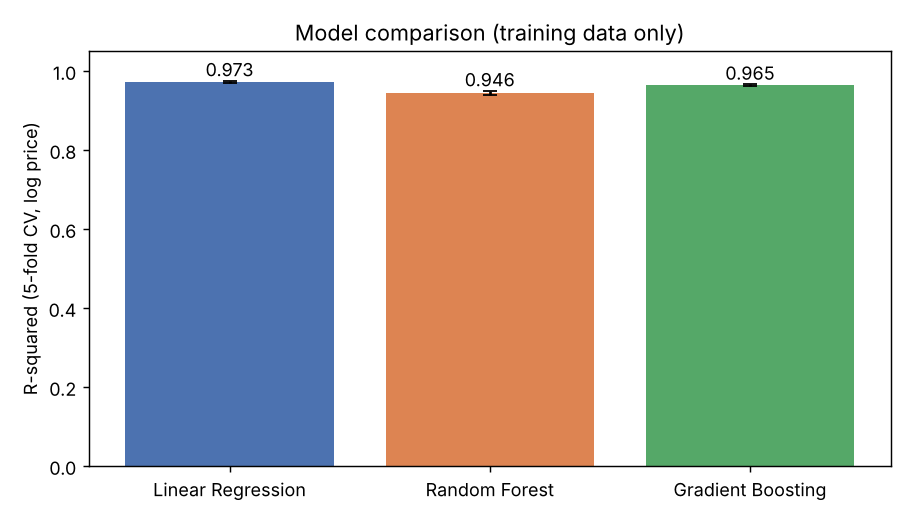 Model comparison (training data only)
R-squared (5-fold CV, log price)
1.0
0.8
0.6
0.4
0.2
0.0
0.973
0.946
0.965
Linear Regression
Random Forest
Gradient Boosting